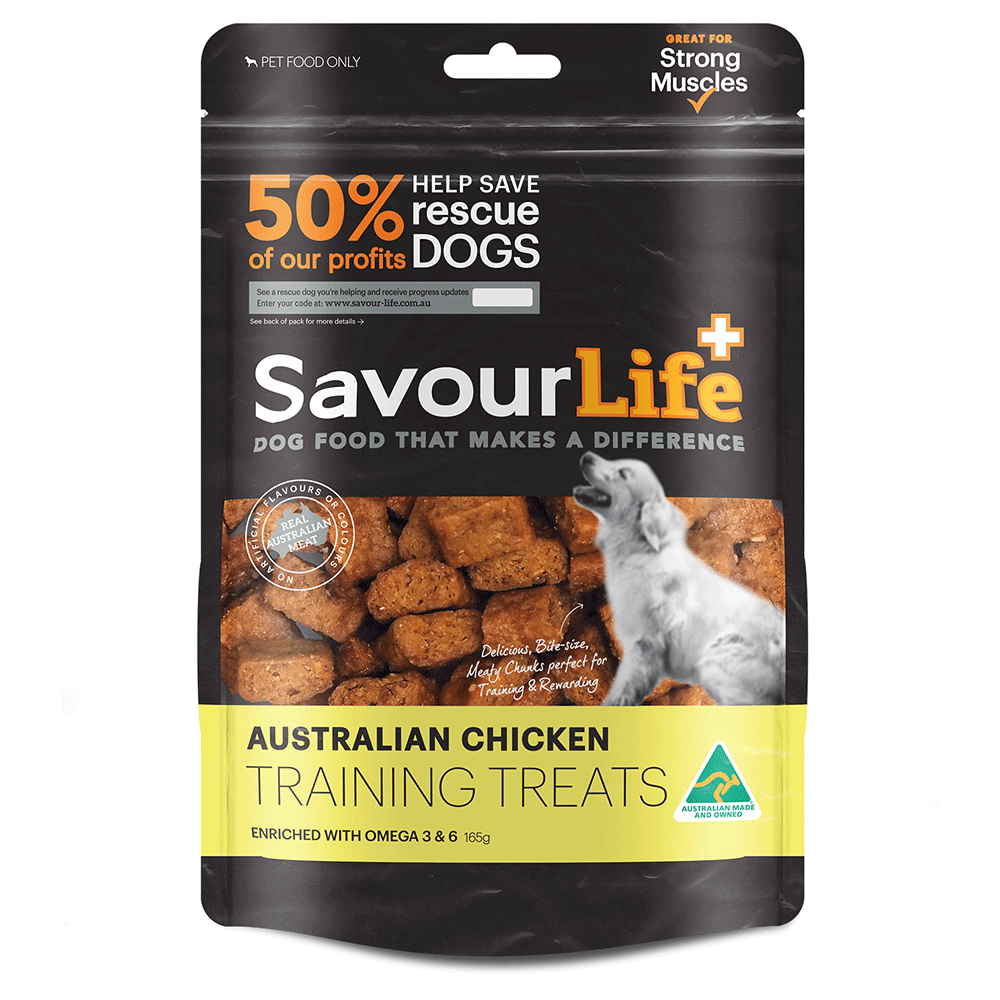 PET FOOD ONLY
GREAT FOR
Strong
Muscles
50%
of our profits
HELP SAVE
rescue
DOGS
See a rescue dog you're helping and receive progress updates
Enter your code at: www.savour-life.com.au
See back of pack for more details →
SavourLife
DOG FOOD THAT MAKES A DIFFERENCE
NO ARTIFICIAL FLAVOURS OR COLOURS
REAL
AUSTRALIAN
MEAT
Delicious, Bite-size,
Meaty Chunks perfect for
Training & Rewarding
AUSTRALIAN CHICKEN
TRAINING TREATS
ENRICHED WITH OMEGA 3 & 6 165g
AUSTRALIAN MADE
AND OWNED